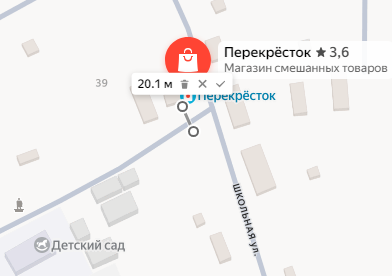 Перекрёсток ★ 3,6
Магазин смешанных товаров
39
20.1 м
Перекрёсток
ШКОЛЬНАЯ УЛ.
Детский сад